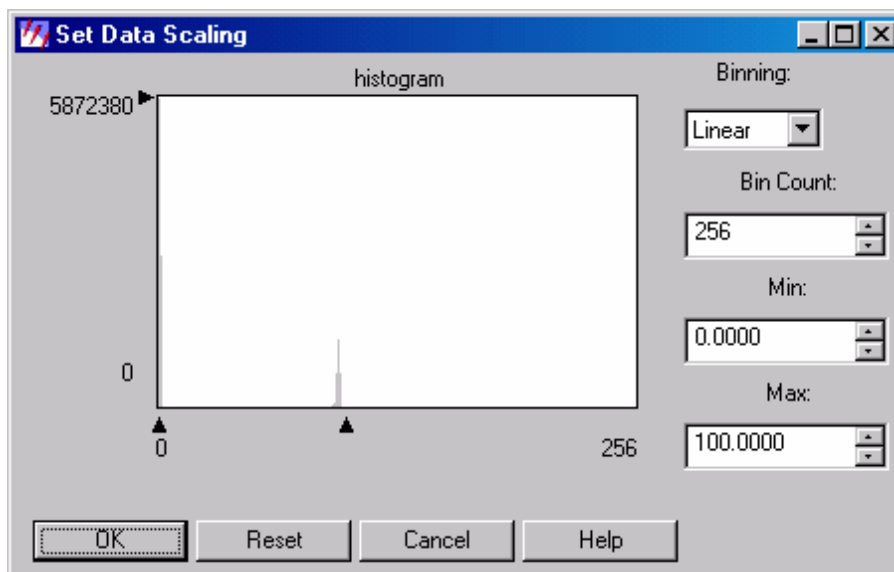 Set Data Scaling
histogram
5872380
0
0
256
Binning:
Linear
Bin Count:
256
Min:
0.0000
Max:
100.0000
OK
Reset
Cancel
Help